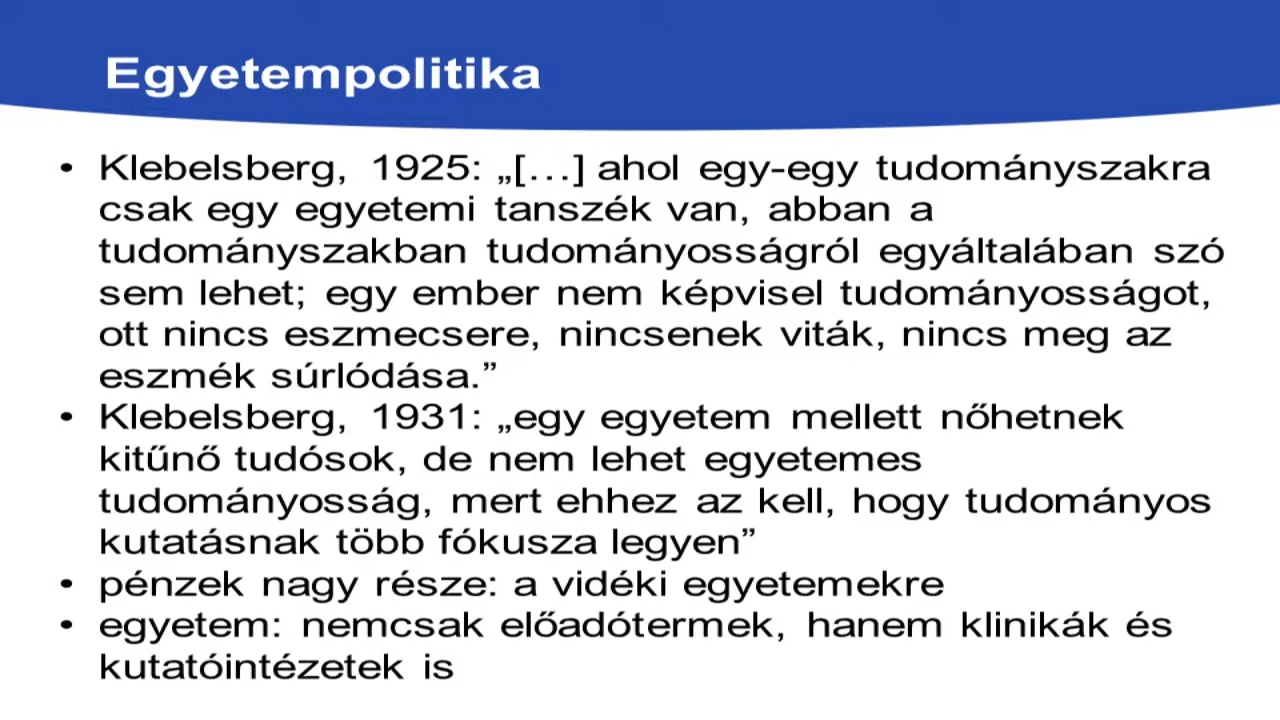 Egyetempolitika
• Klebelsberg, 1925: „[…] ahol egy-egy tudományszakra
csak egy egyetemi tanszék van, abban a
tudományszakban tudományosságról egyáltalában szó
sem lehet; egy ember nem képvisel tudományosságot,
ott nincs eszmecsere, nincsenek viták, nincs meg az
eszmék súrlódása.”
• Klebelsberg, 1931: „egy egyetem mellett nőhetnek
kitűnő tudósok, de nem lehet egyetemes
tudományosság, mert ehhez az kell, hogy tudományos
kutatásnak több fókusza legyen”
• pénzek nagy része: a vidéki egyetemekre
• egyetem: nemcsak előadótermek, hanem klinikák és
kutatóintézetek is